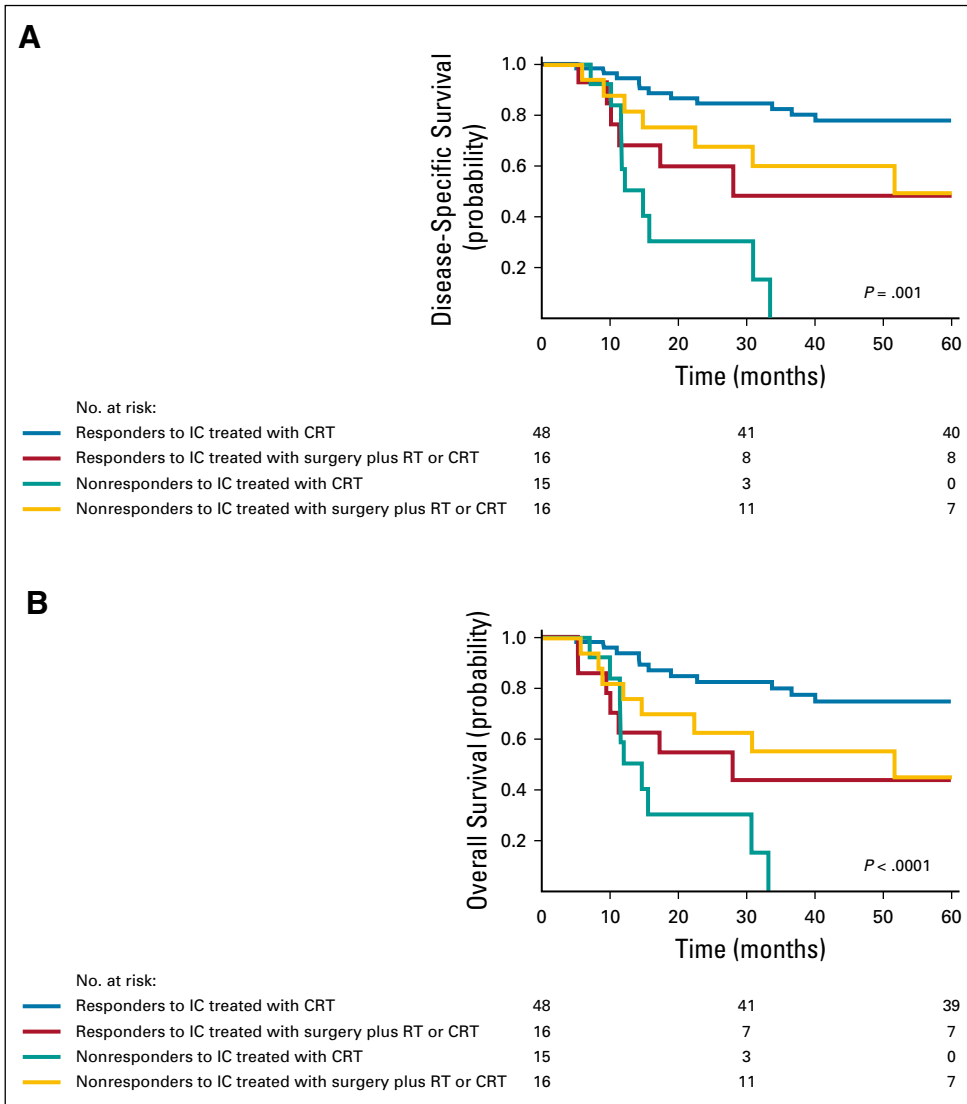 A
Disease-Specific Survival
(probability)
1.0
0.8
0.6
0.4
0.2
P = .001
0 10 20 30 40 50 60
Time (months)
No. at risk:
Responders to IC treated with CRT 48 41 40
Responders to IC treated with surgery plus RT or CRT 16 8 8
Nonresponders to IC treated with CRT 15 3 0
Nonresponders to IC treated with surgery plus RT or CRT 16 11 7
B
Overall Survival (probability)
1.0
0.8
0.6
0.4
0.2
P < .0001
0 10 20 30 40 50 60
Time (months)
No. at risk:
Responders to IC treated with CRT 48 41 39
Responders to IC treated with surgery plus RT or CRT 16 7 7
Nonresponders to IC treated with CRT 15 3 0
Nonresponders to IC treated with surgery plus RT or CRT 16 11 7